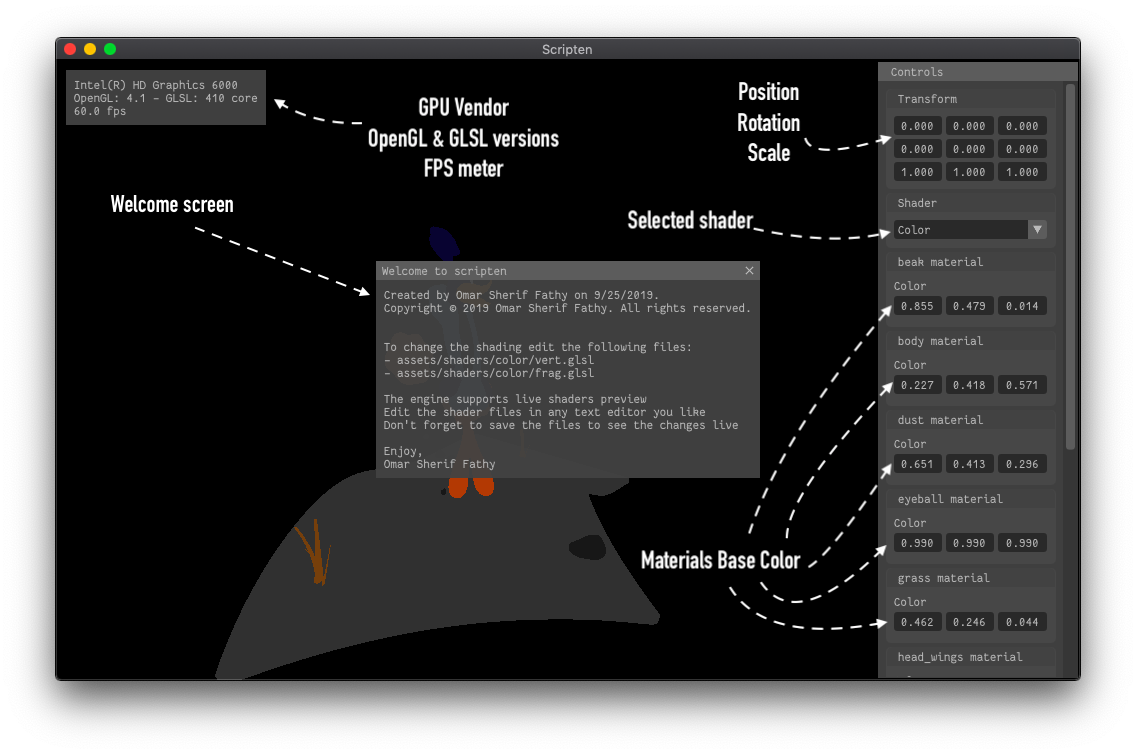 Scripten
Intel(R) HD Graphics 6000
OpenGL: 4.1 - GLSL: 410 core
60.0 fps
GPU Vendor
OpenGL & GLSL versions
FPS meter
Position
Rotation
Scale
Welcome screen
Selected shader
Welcome to scripten
Created by Omar Sherif Fathy on 9/25/2019.
Copyright © 2019 Omar Sherif Fathy. All rights reserved.
To change the shading edit the following files:
- assets/shaders/color/vert.glsl
- assets/shaders/color/frag.glsl
The engine supports live shaders preview
Edit the shader files in any text editor you like
Don't forget to save the files to see the changes live
Enjoy,
Omar Sherif Fathy
Materials Base Color
Controls
Transform
0.000 0.000 0.000
0.000 0.000 0.000
1.000 1.000 1.000
Shader
Color
beak material
Color
0.855 0.479 0.014
body material
Color
0.227 0.418 0.571
dust material
Color
0.651 0.413 0.296
eyeball material
Color
0.990 0.990 0.990
grass material
Color
0.462 0.246 0.044
head_wings material